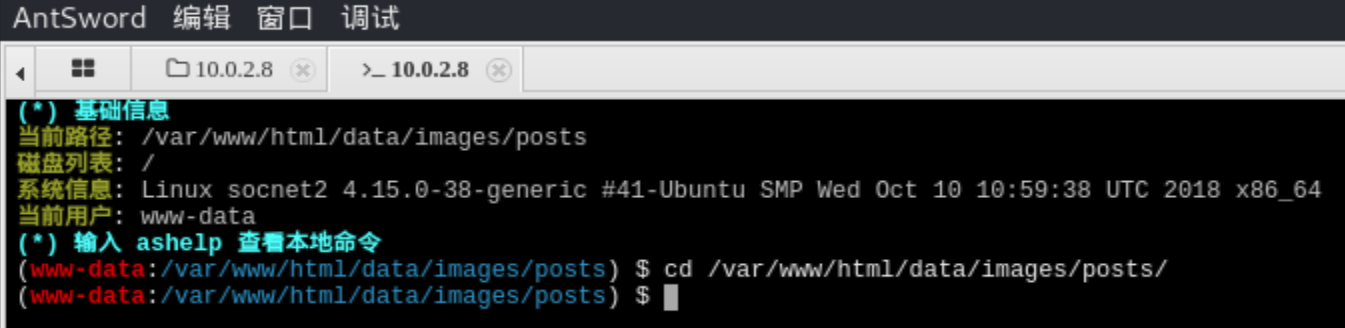 AntSword 编辑 窗口 调试
10.0.2.8 >_ 10.0.2.8
(*) 基础信息
当前路径: /var/www/html/data/images/posts
磁盘列表: /
系统信息: Linux socnet2 4.15.0-38-generic #41-Ubuntu SMP Wed Oct 10 10:59:38 UTC 2018 x86_64
当前用户: www-data
(*) 输入 ashelp 查看本地命令
(www-data:/var/www/html/data/images/posts) $ cd /var/www/html/data/images/posts/
(www-data:/var/www/html/data/images/posts) $